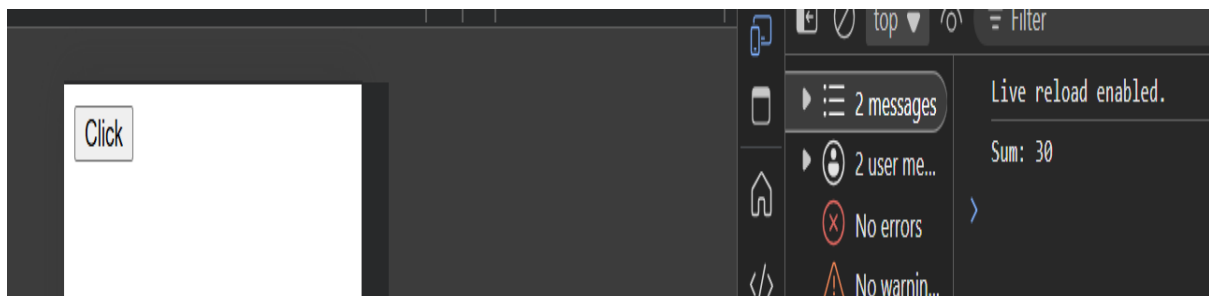 top
Filter
Click
2 messages
2 user me...
No errors
No warnin...
Live reload enabled.
Sum: 30